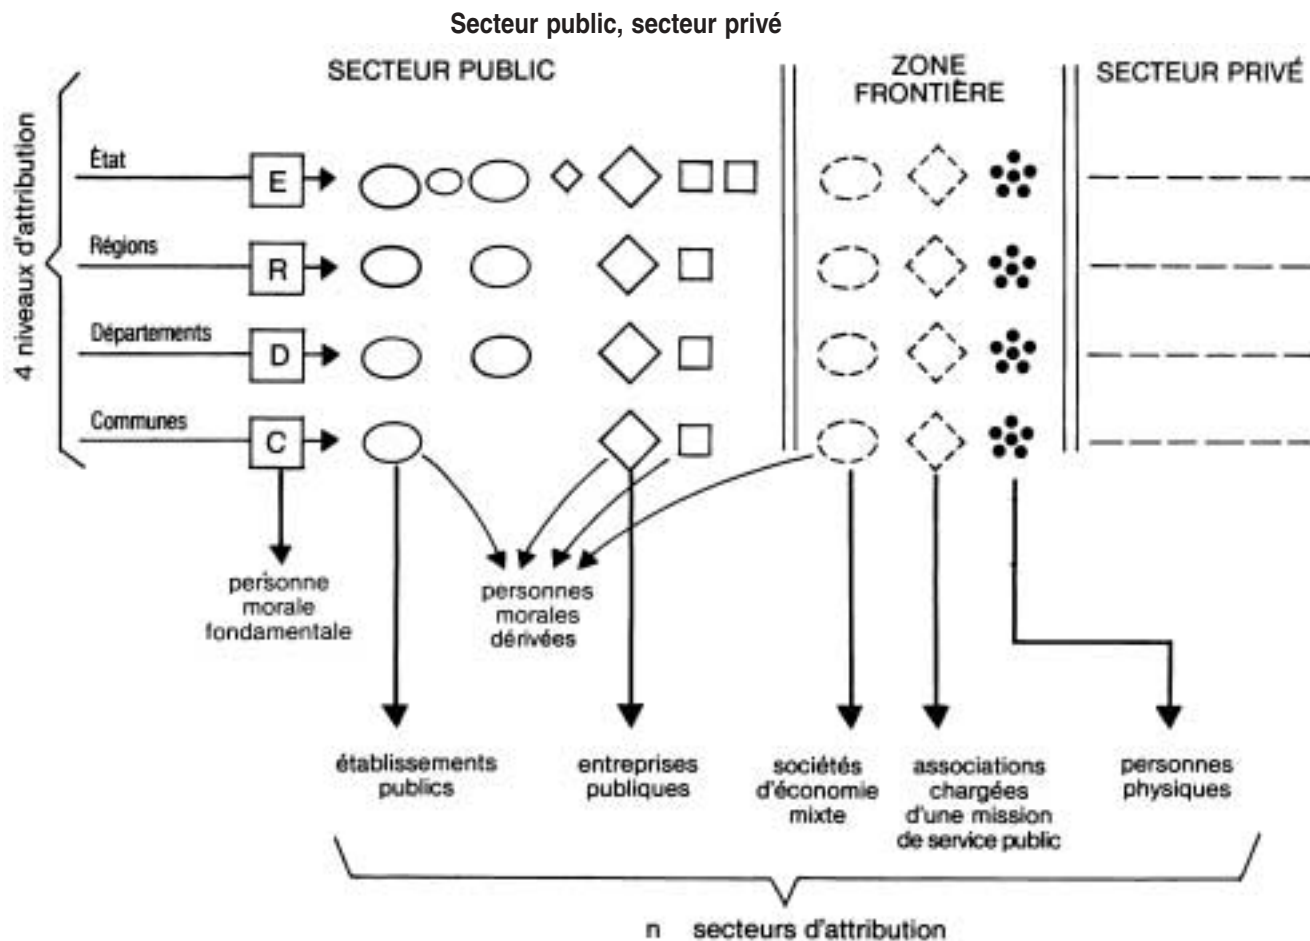 Secteur public, secteur privé
SECTEUR PUBLIC
ZONE
FRONTIÈRE
SECTEUR PRIVÉ
4 niveaux d'attribution
État
E
Régions
R
Départements
D
Communes
C
personne
morale
fondamentale
personnes
morales
dérivées
établissements
publics
entreprises
publiques
sociétés
d'économie
mixte
associations
chargées
d'une mission
de service public
personnes
physiques
n secteurs d'attribution